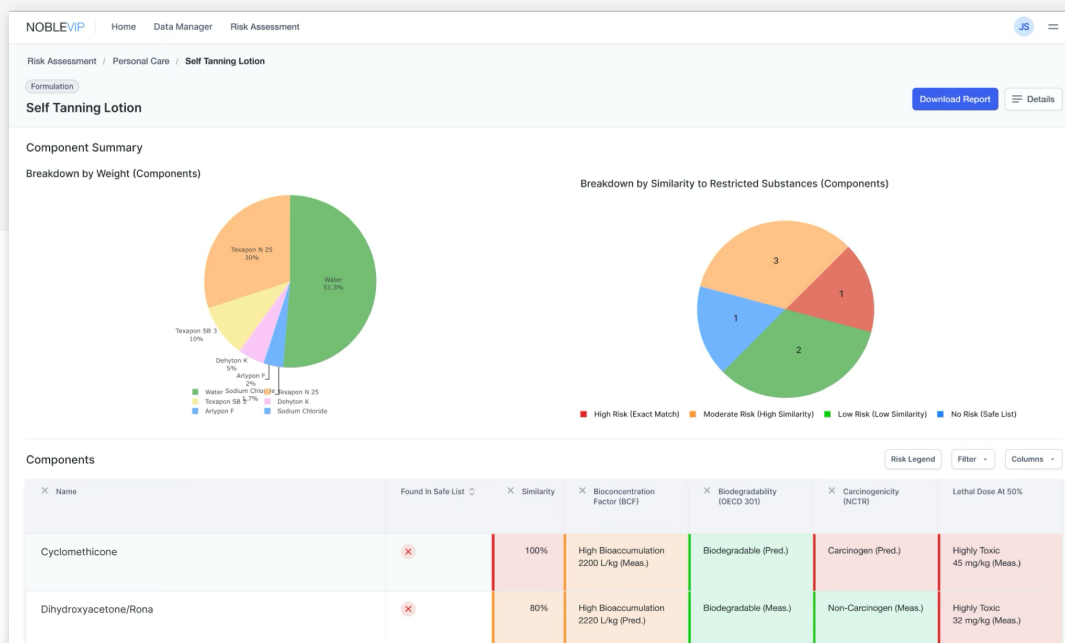 NOBLEVIP Home Data Manager Risk Assessment JS
Risk Assessment / Personal Care / Self Tanning Lotion
Formulation
Self Tanning Lotion
Download Report Details
Component Summary
Breakdown by Weight (Components)
Texapon N 25
30%
Water
51.3%
Texapon SB 3
10%
Dehyton K
5%
Arlypon F
2%
Sodium Chloride
1.7%
Water Texapon N 25
Texapon SB 3 Dehyton K
Arlypon F Sodium Chloride
Breakdown by Similarity to Restricted Substances (Components)
3
1
1
2
High Risk (Exact Match) Moderate Risk (High Similarity) Low Risk (Low Similarity) No Risk (Safe List)
Components Risk Legend Filter Columns
Name Found In Safe List Similarity Bioconcentration Biodegradability Carcinogenicity Lethal Dose At 50%
Factor (BCF) (OECD 301) (NCTR)
Cyclomethicone 100% High Bioaccumulation Biodegradable (Pred.) Carcinogen (Pred.) Highly Toxic
2200 L/kg (Meas.) 45 mg/kg (Meas.)
Dihydroxyacetone/Rona 80% High Bioaccumulation Biodegradable (Meas.) Non-Carcinogen (Meas.) Highly Toxic
2220 L/kg (Pred.) 32 mg/kg (Meas.)